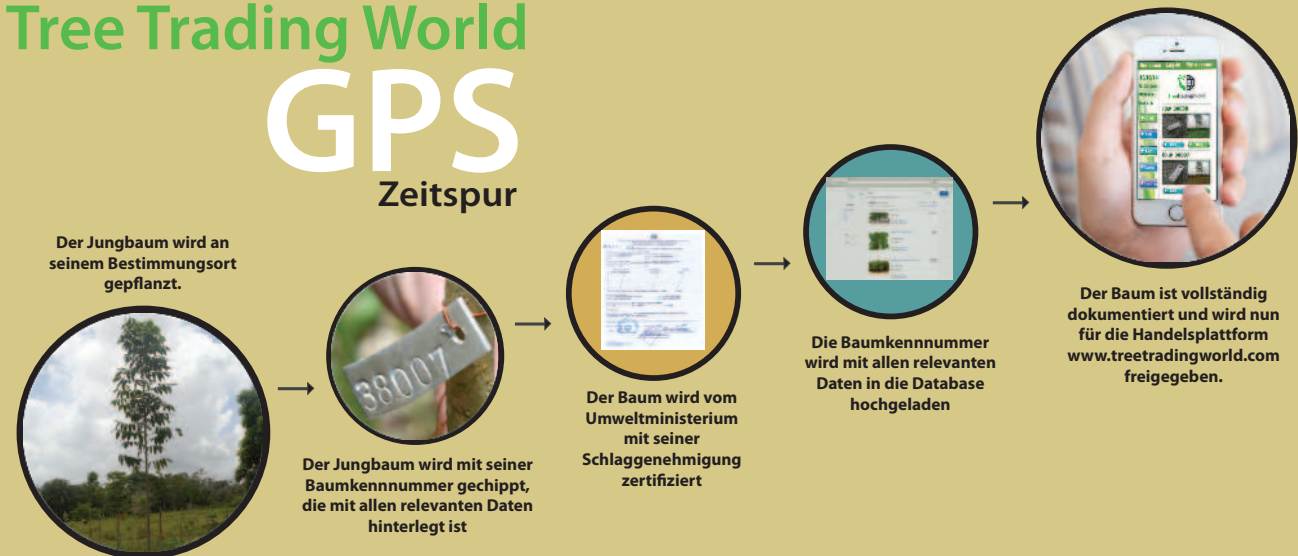 Tree Trading World
GPS
Zeitspur
Der Jungbaum wird an
seinem Bestimmungsort
gepflanzt.
38007
Der Jungbaum wird mit seiner
Baumkennnummer gechippt,
die mit allen relevanten Daten
hinterlegt ist
Der Baum wird vom
Umweltministerium
mit seiner
Schlaggenehmigung
zertifiziert
Die Baumkennnummer
wird mit allen relevanten
Daten in die Database
hochgeladen
Der Baum ist vollständig
dokumentiert und wird nun
für die Handelsplattform
www.treetradingworld.com
freigegeben.